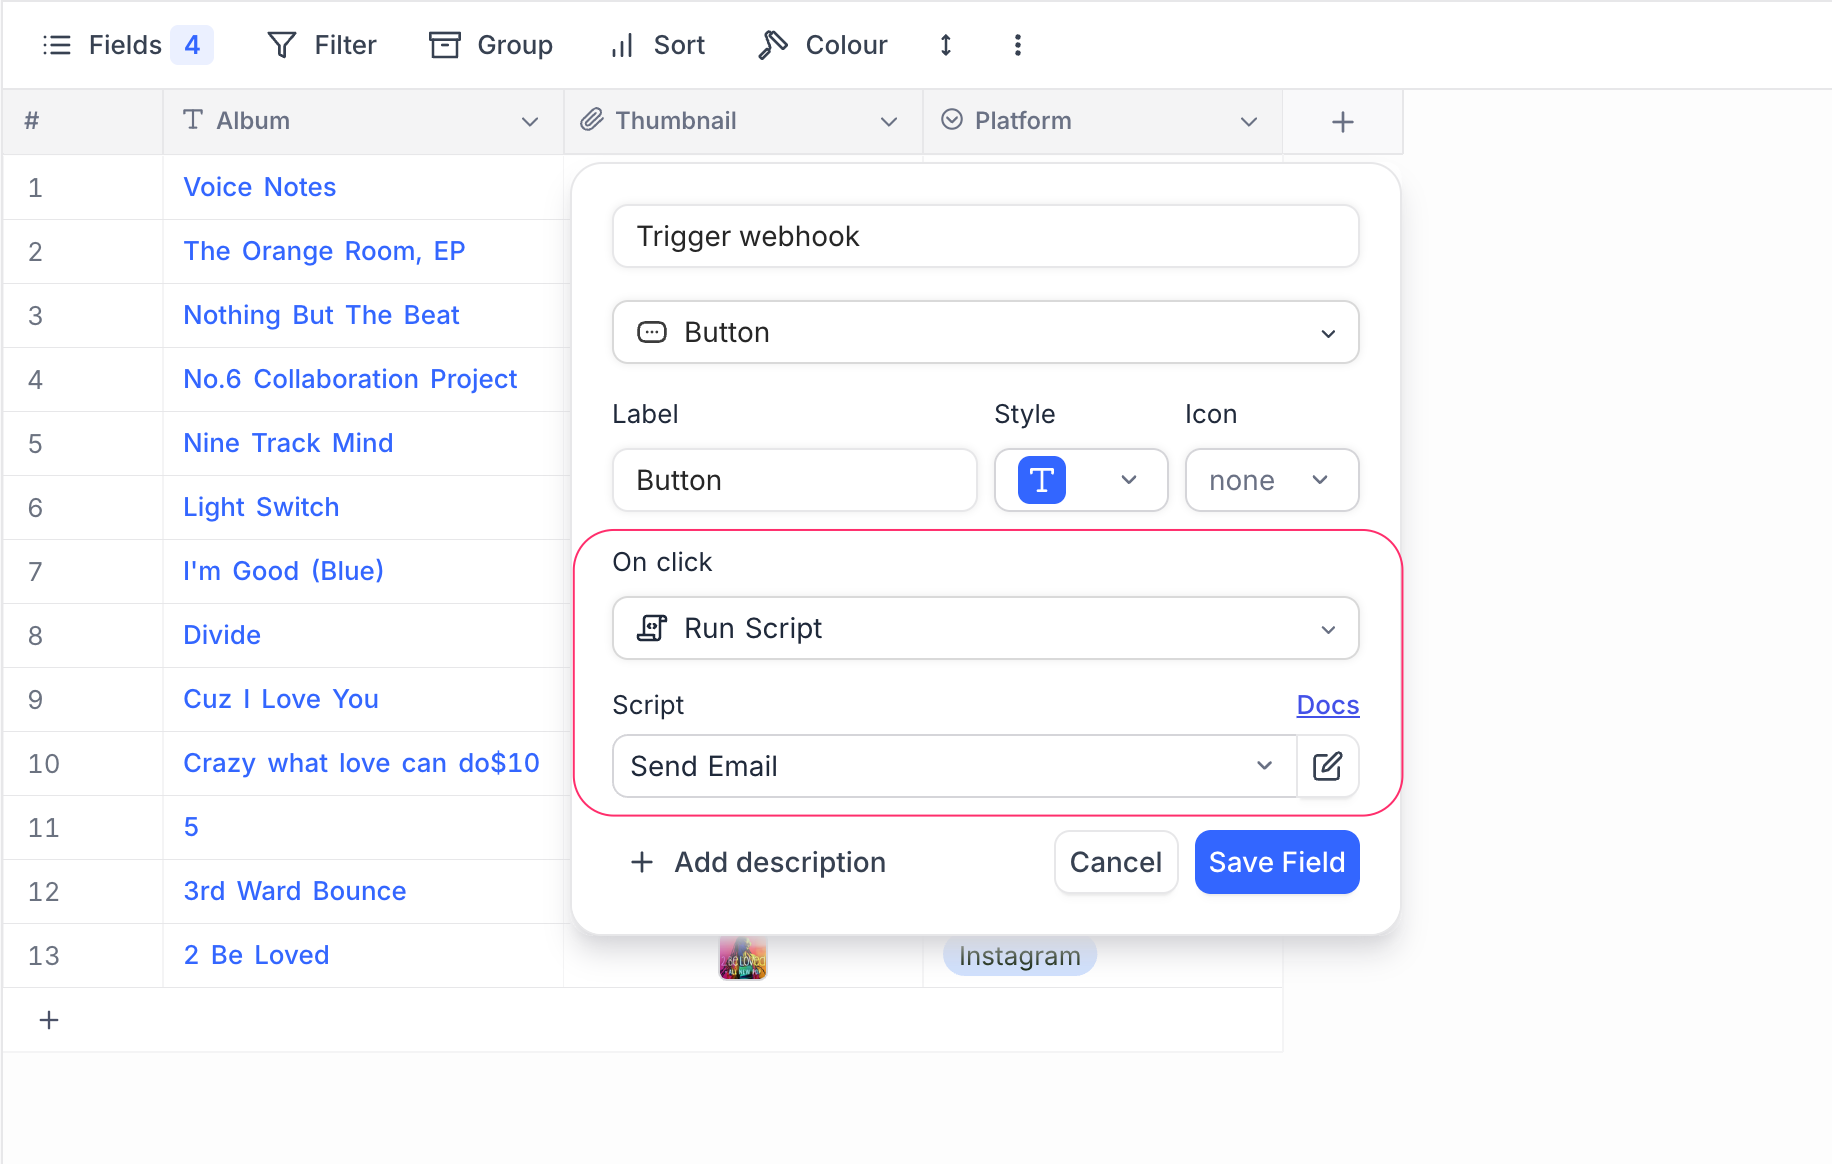 Fields 4 Filter Group Sort Colour
# Album Thumbnail Platform
1 Voice Notes
2 The Orange Room, EP
3 Nothing But The Beat
4 No.6 Collaboration Project
5 Nine Track Mind
6 Light Switch
7 I'm Good (Blue)
8 Divide
9 Cuz I Love You
10 Crazy what love can do$10
11 5
12 3rd Ward Bounce
13 2 Be Loved Instagram
Trigger webhook
Button
Label Style Icon
Button T none
On click
Run Script
Script Docs
Send Email
Add description Cancel Save Field